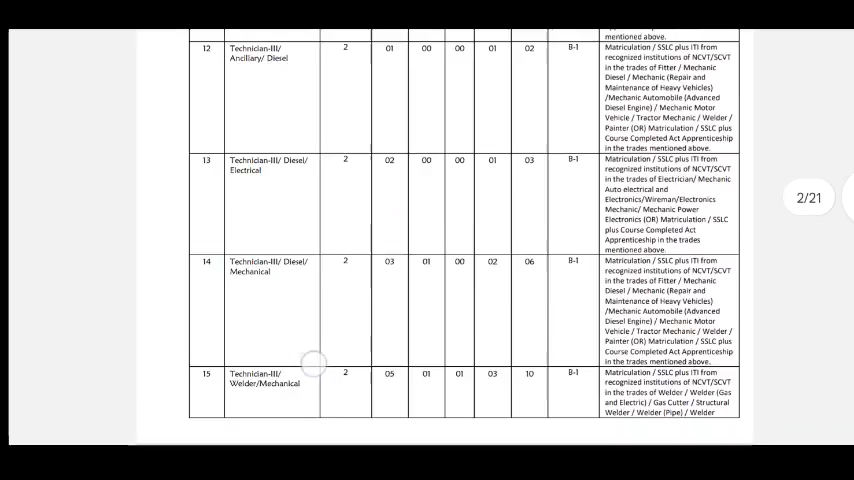 mentioned above.
12 Technician-III/ 2 01 00 00 01 02 B-1 Matriculation / SSLC plus ITI from
Ancillary/ Diesel recognized institutions of NCVT/SCVT
in the trades of Fitter / Mechanic
Diesel / Mechanic (Repair and
Maintenance of Heavy Vehicles)
/Mechanic Automobile (Advanced
Diesel Engine) / Mechanic Motor
Vehicle / Tractor Mechanic / Welder /
Painter (OR) Matriculation / SSLC plus
Course Completed Act Apprenticeship
in the trades mentioned above.
13 Technician-III/ Diesel/ 2 02 00 00 01 03 B-1 Matriculation / SSLC plus ITI from
Electrical recognized institutions of NCVT/SCVT
in the trades of Electrician/ Mechanic
Auto electrical and
Electronics/Wireman/Electronics
Mechanic/ Mechanic Power
Electronics (OR) Matriculation / SSLC
plus Course Completed Act
Apprenticeship in the trades
mentioned above.
14 Technician-III/ Diesel/ 2 03 01 00 02 06 B-1 Matriculation / SSLC plus ITI from
Mechanical recognized institutions of NCVT/SCVT
in the trades of Fitter / Mechanic
Diesel / Mechanic (Repair and
Maintenance of Heavy Vehicles)
/Mechanic Automobile (Advanced
Diesel Engine) / Mechanic Motor
Vehicle / Tractor Mechanic / Welder /
Painter (OR) Matriculation / SSLC plus
Course Completed Act Apprenticeship
in the trades mentioned above.
15 Technician-III/ 2 05 01 01 03 10 B-1 Matriculation / SSLC plus ITI from
Welder/Mechanical recognized institutions of NCVT/SCVT
in the trades of Welder / Welder (Gas
and Electric) / Gas Cutter / Structural
Welder / Welder (Pipe) / Welder
2/21